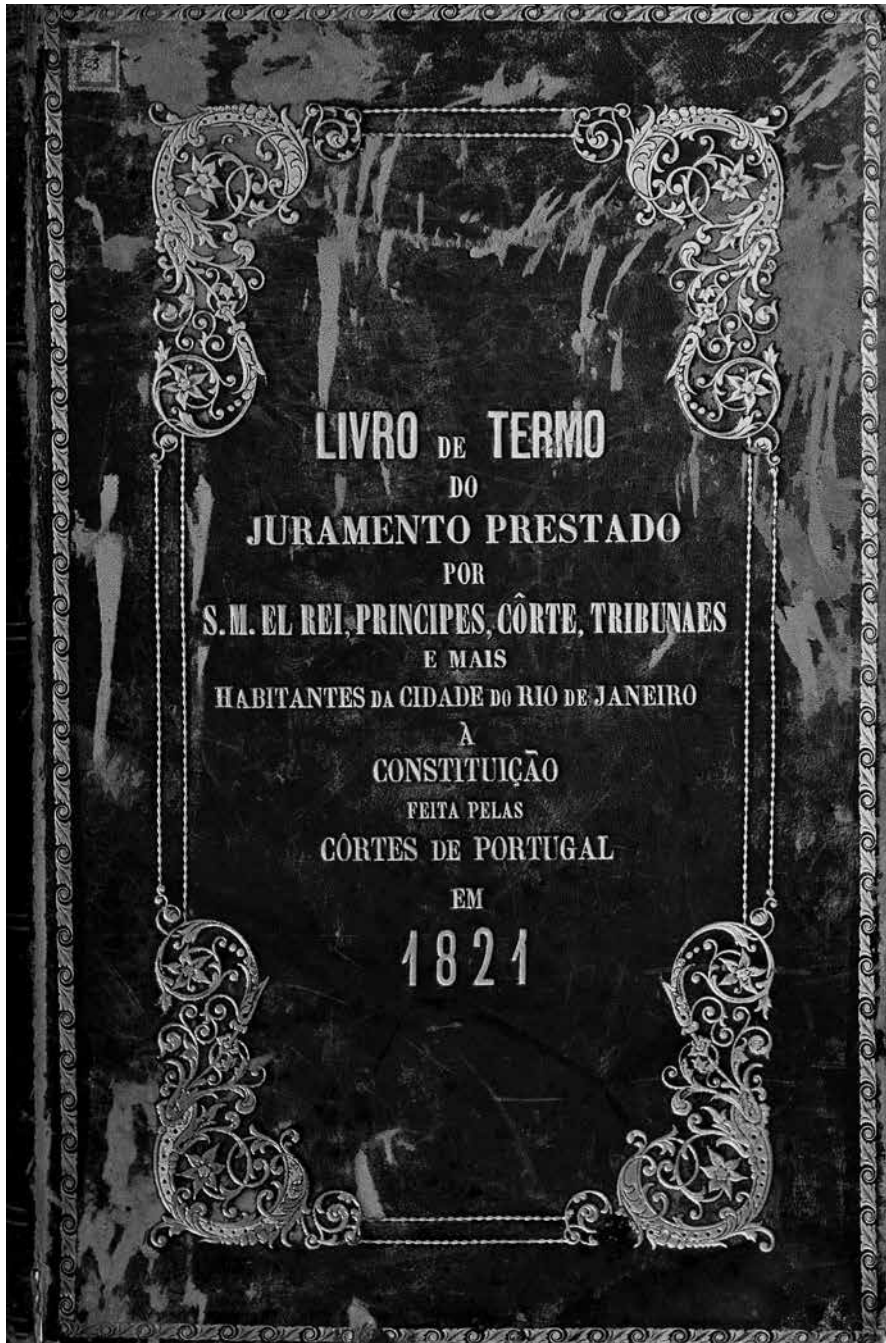 LIVRO DE TERMO
DO
JURAMENTO PRESTADO
POR
S.M. EL REI, PRINCIPES, CÔRTE, TRIBUNAES
E MAIS
HABITANTES DA CIDADE DO RIO DE JANEIRO
À
CONSTITUIÇÃO
FEITA PELAS
CÔRTES DE PORTUGAL
EM
1821